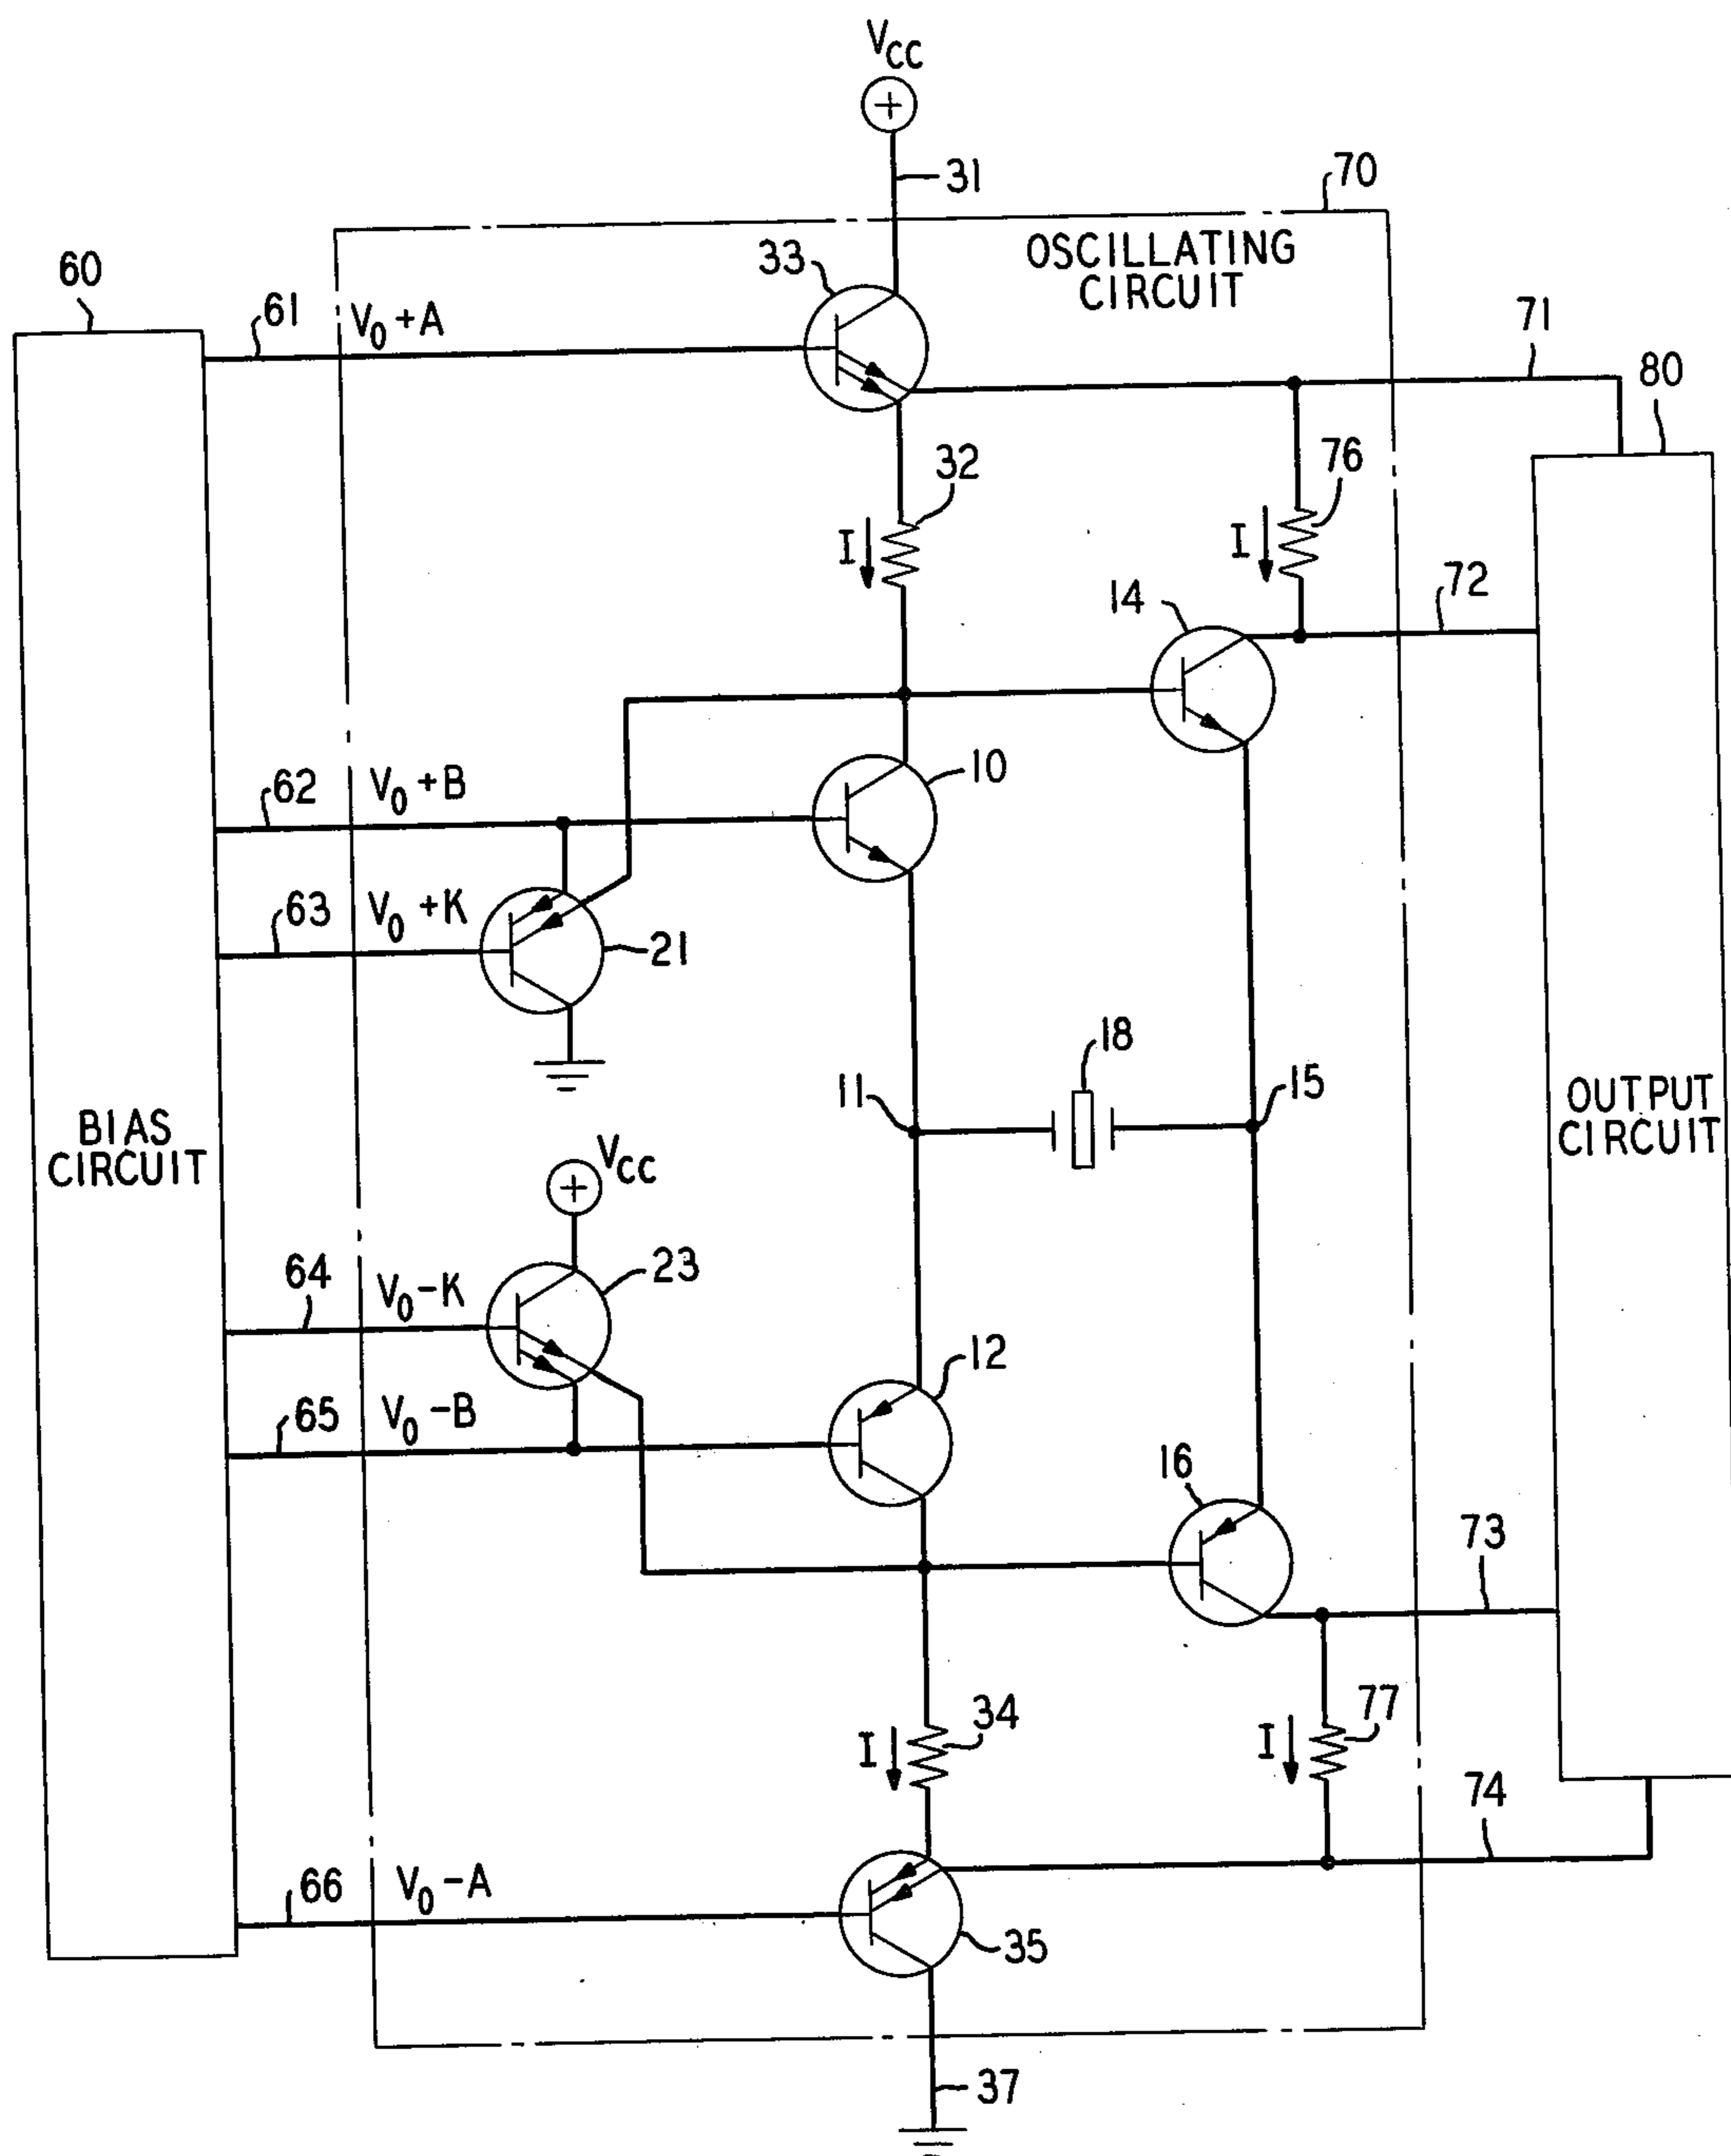 VCC
31
70
OSCILLATING
CIRCUIT
33
60
61
V0+A
71
80
32
76
I
I
72
14
10
62
V0+B
63
V0+K
21
18
11
15
BIAS
CIRCUIT
OUTPUT
CIRCUIT
VCC
23
64
V0-K
12
65
V0-B
16
73
34
77
I
I
74
66
V0-A
35
37